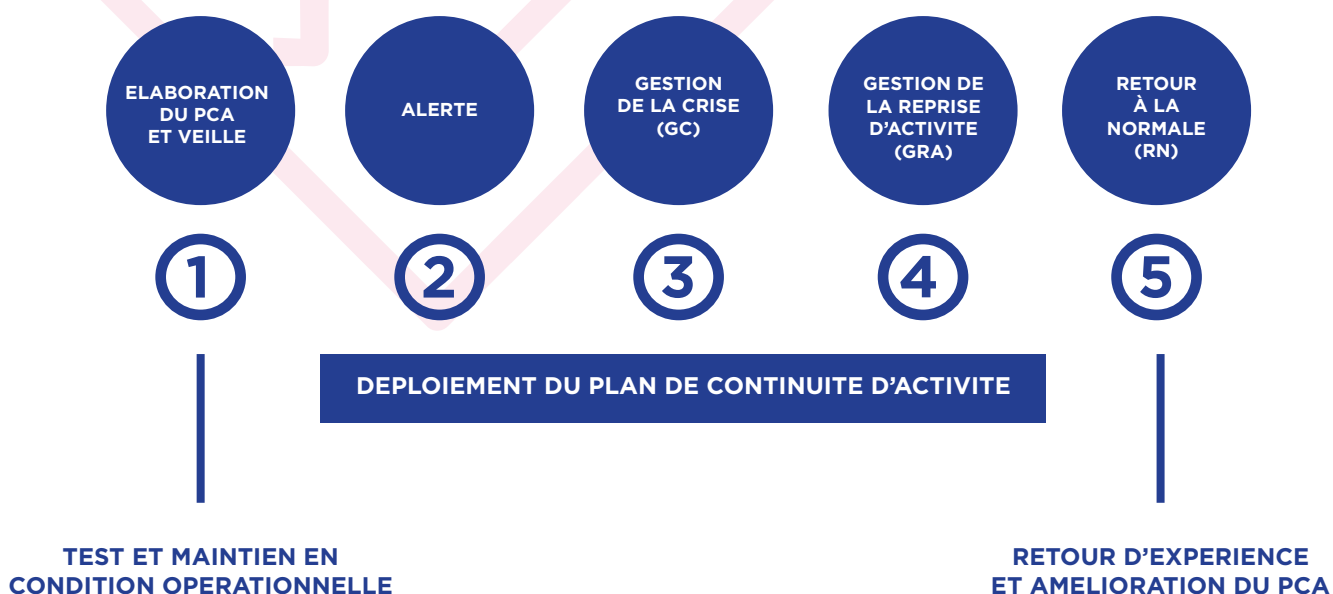 ELABORATION
DU PCA
ET VEILLE
ALERTE
GESTION
DE LA CRISE
(GC)
GESTION DE
LA REPRISE
D'ACTIVITE
(GRA)
RETOUR
À LA
NORMALE
(RN)
1
2
3
4
5
DEPLOIEMENT DU PLAN DE CONTINUITE D'ACTIVITE
TEST ET MAINTIEN EN
CONDITION OPERATIONNELLE
RETOUR D'EXPERIENCE
ET AMELIORATION DU PCA